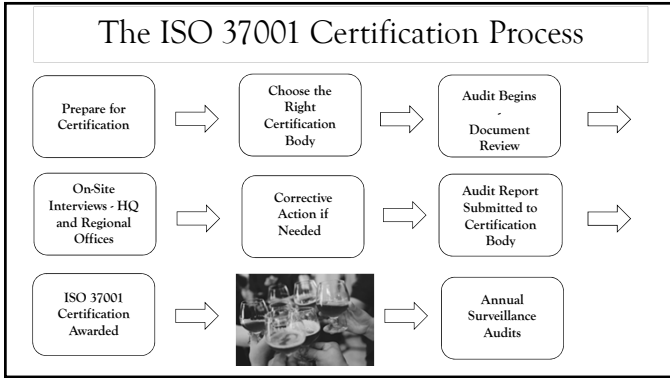 The ISO 37001 Certification Process
Prepare for
Certification
Choose the
Right
Certification
Body
Audit Begins
-
Document
Review
On-Site
Interviews - HQ
and Regional
Offices
Corrective
Action if
Needed
Audit Report
Submitted to
Certification
Body
ISO 37001
Certification
Awarded
Annual
Surveillance
Audits